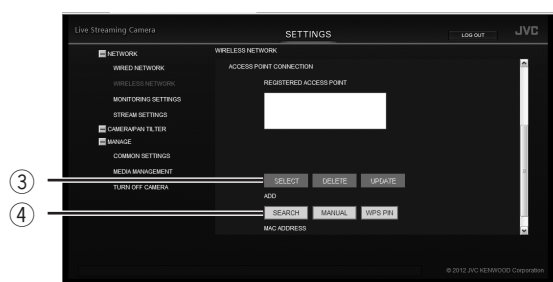 Live Streaming Camera
SETTINGS
LOG OUT
JVC
NETWORK
WIRED NETWORK
WIRELESS NETWORK
MONITORING SETTINGS
STREAM SETTINGS
CAMERA/PAN TILTER
MANAGE
COMMON SETTINGS
MEDIA MANAGEMENT
TURN OFF CAMERA
WIRELESS NETWORK
ACCESS POINT CONNECTION
REGISTERED ACCESS POINT
③
SELECT DELETE UPDATE
ADD
④
SEARCH MANUAL WPS PIN
MAC ADDRESS
© 2012 JVC KENWOOD Corporation